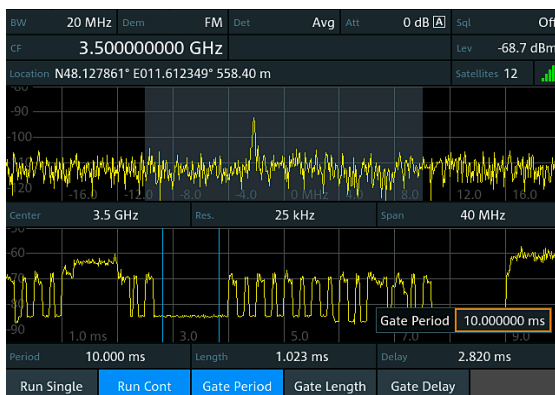 BW 20 MHz Dem FM Det Avg Att 0 dB A Sql Off
CF 3.500000000 GHz Lev -68.7 dBm
Location N48.127861° E011.612349° 558.40 m Satellites 12
-80
-90
-100
-120 -16.0 -12.0 -8.0 -4.0 0 MHz 4.0 8.0 12.0 16.0
Center 3.5 GHz Res. 25 kHz Span 40 MHz
-50
-60
-70
-80
Gate Period 10.000000 ms
-90 1.0 ms 3.0 5.0 7.0 9.0
Period 10.000 ms Length 1.023 ms Delay 2.820 ms
Run Single Run Cont Gate Period Gate Length Gate Delay